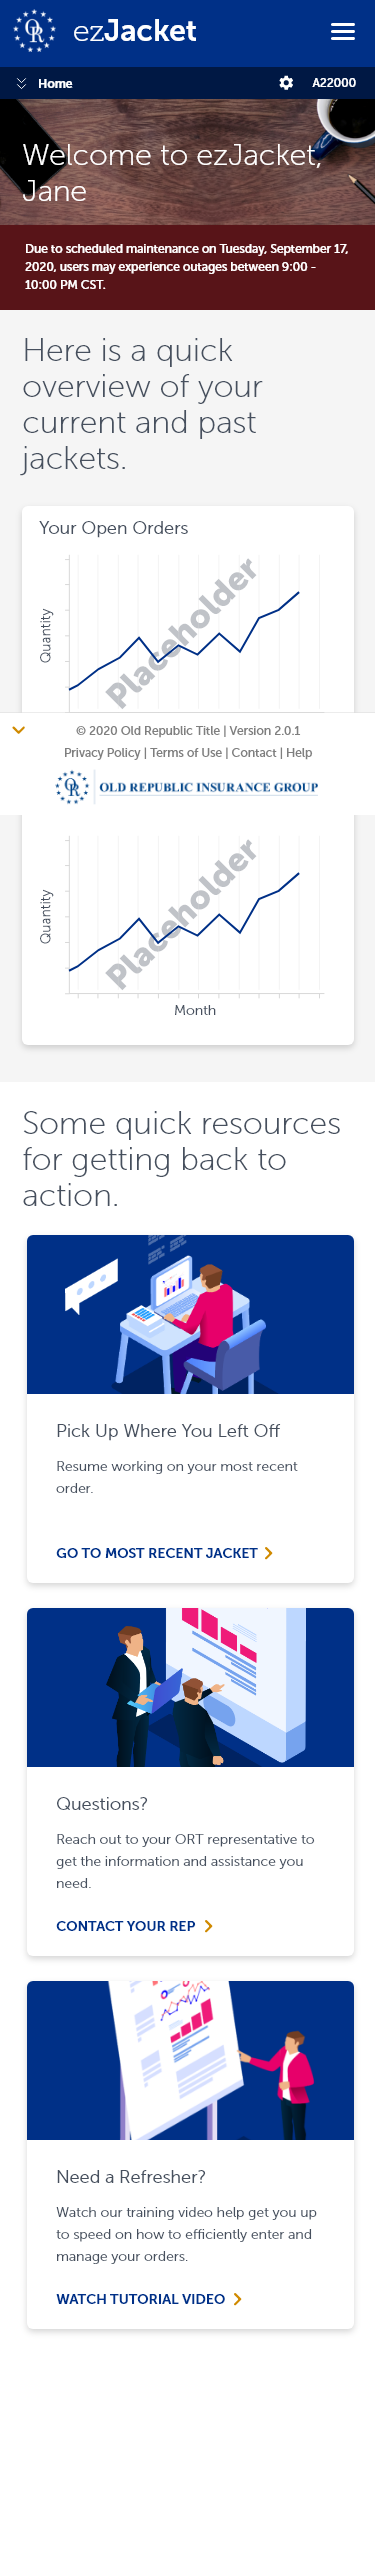 OR
ezJacket
Home
A22000
Welcome to ezJacket,
Jane
Due to scheduled maintenance on Tuesday, September 17,
2020, users may experience outages between 9:00 -
10:00 PM CST.
Here is a quick
overview of your
current and past
jackets.
Your Open Orders
Quantity
Placeholder
© 2020 Old Republic Title | Version 2.0.1
Privacy Policy | Terms of Use | Contact | Help
OR
OLD REPUBLIC INSURANCE GROUP
Quantity
Placeholder
Month
Some quick resources
for getting back to
action.
Pick Up Where You Left Off
Resume working on your most recent
order.
GO TO MOST RECENT JACKET
Questions?
Reach out to your ORT representative to
get the information and assistance you
need.
CONTACT YOUR REP
Need a Refresher?
Watch our training video help get you up
to speed on how to efficiently enter and
manage your orders.
WATCH TUTORIAL VIDEO